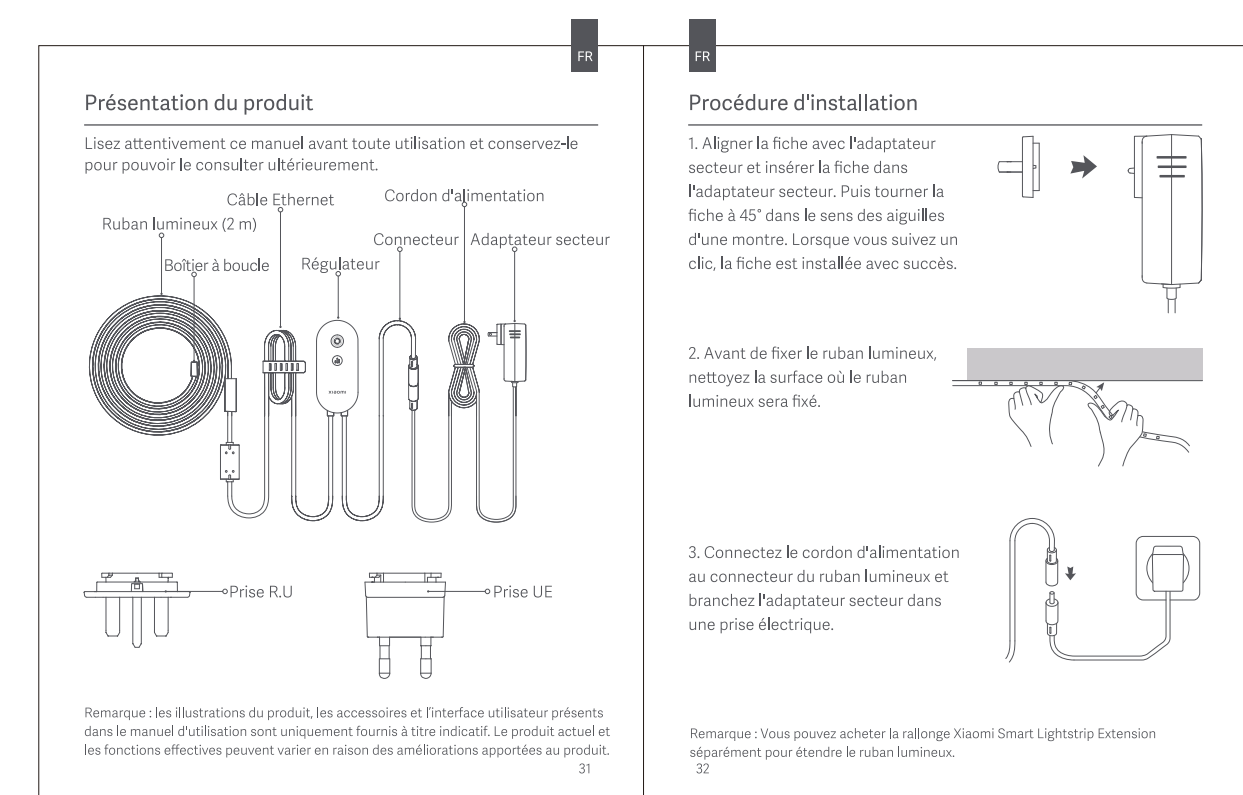 FR
Présentation du produit
Lisez attentivement ce manuel avant toute utilisation et conservez-le
pour pouvoir le consulter ultérieurement.
Câble Ethernet
Cordon d'alimentation
Ruban lumineux (2 m)
Connecteur
Adaptateur secteur
Boîtier à boucle
Régulateur
XIAOMI
Prise R.U
Prise UE
Remarque : les illustrations du produit, les accessoires et l'interface utilisateur présents
dans le manuel d'utilisation sont uniquement fournis à titre indicatif. Le produit actuel et
les fonctions effectives peuvent varier en raison des améliorations apportées au produit.
31
FR
Procédure d'installation
1. Aligner la fiche avec l'adaptateur
secteur et insérer la fiche dans
l'adaptateur secteur. Puis tourner la
fiche à 45° dans le sens des aiguilles
d'une montre. Lorsque vous suivez un
clic, la fiche est installée avec succès.
2. Avant de fixer le ruban lumineux,
nettoyez la surface où le ruban
lumineux sera fixé.
3. Connectez le cordon d'alimentation
au connecteur du ruban lumineux et
branchez l'adaptateur secteur dans
une prise électrique.
Remarque : Vous pouvez acheter la rallonge Xiaomi Smart Lightstrip Extension
séparément pour étendre le ruban lumineux.
32